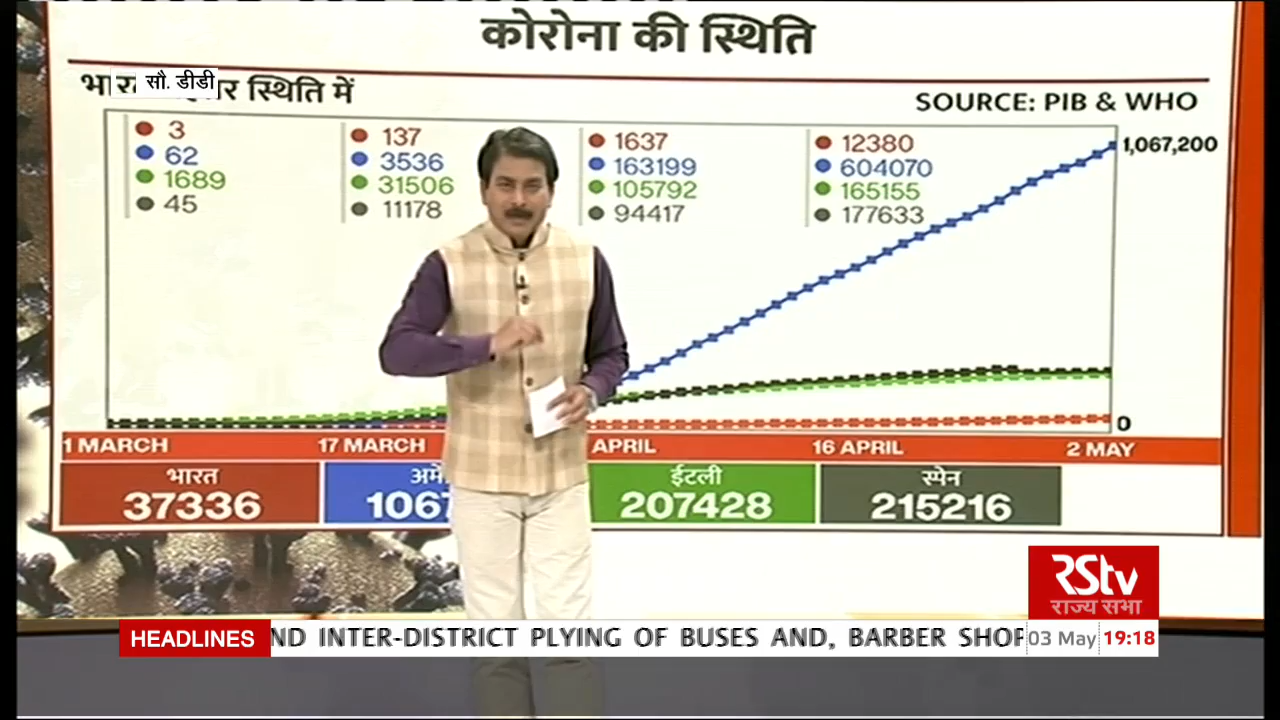 कोरोना की स्थिति
सौ. डीडी
स्थिति में
SOURCE: PIB & WHO
3
62
1689
45
137
3536
31506
11178
1637
163199
105792
94417
12380
604070
165155
177633
1,067,200
0
1 MARCH
17 MARCH
APRIL
16 APRIL
2 MAY
भारत
37336
1067
ईटली
207428
स्पेन
215216
RStv
राज्य सभा
HEADLINES
INTER-DISTRICT PLYING OF BUSES AND, BARBER
03 May
19:18